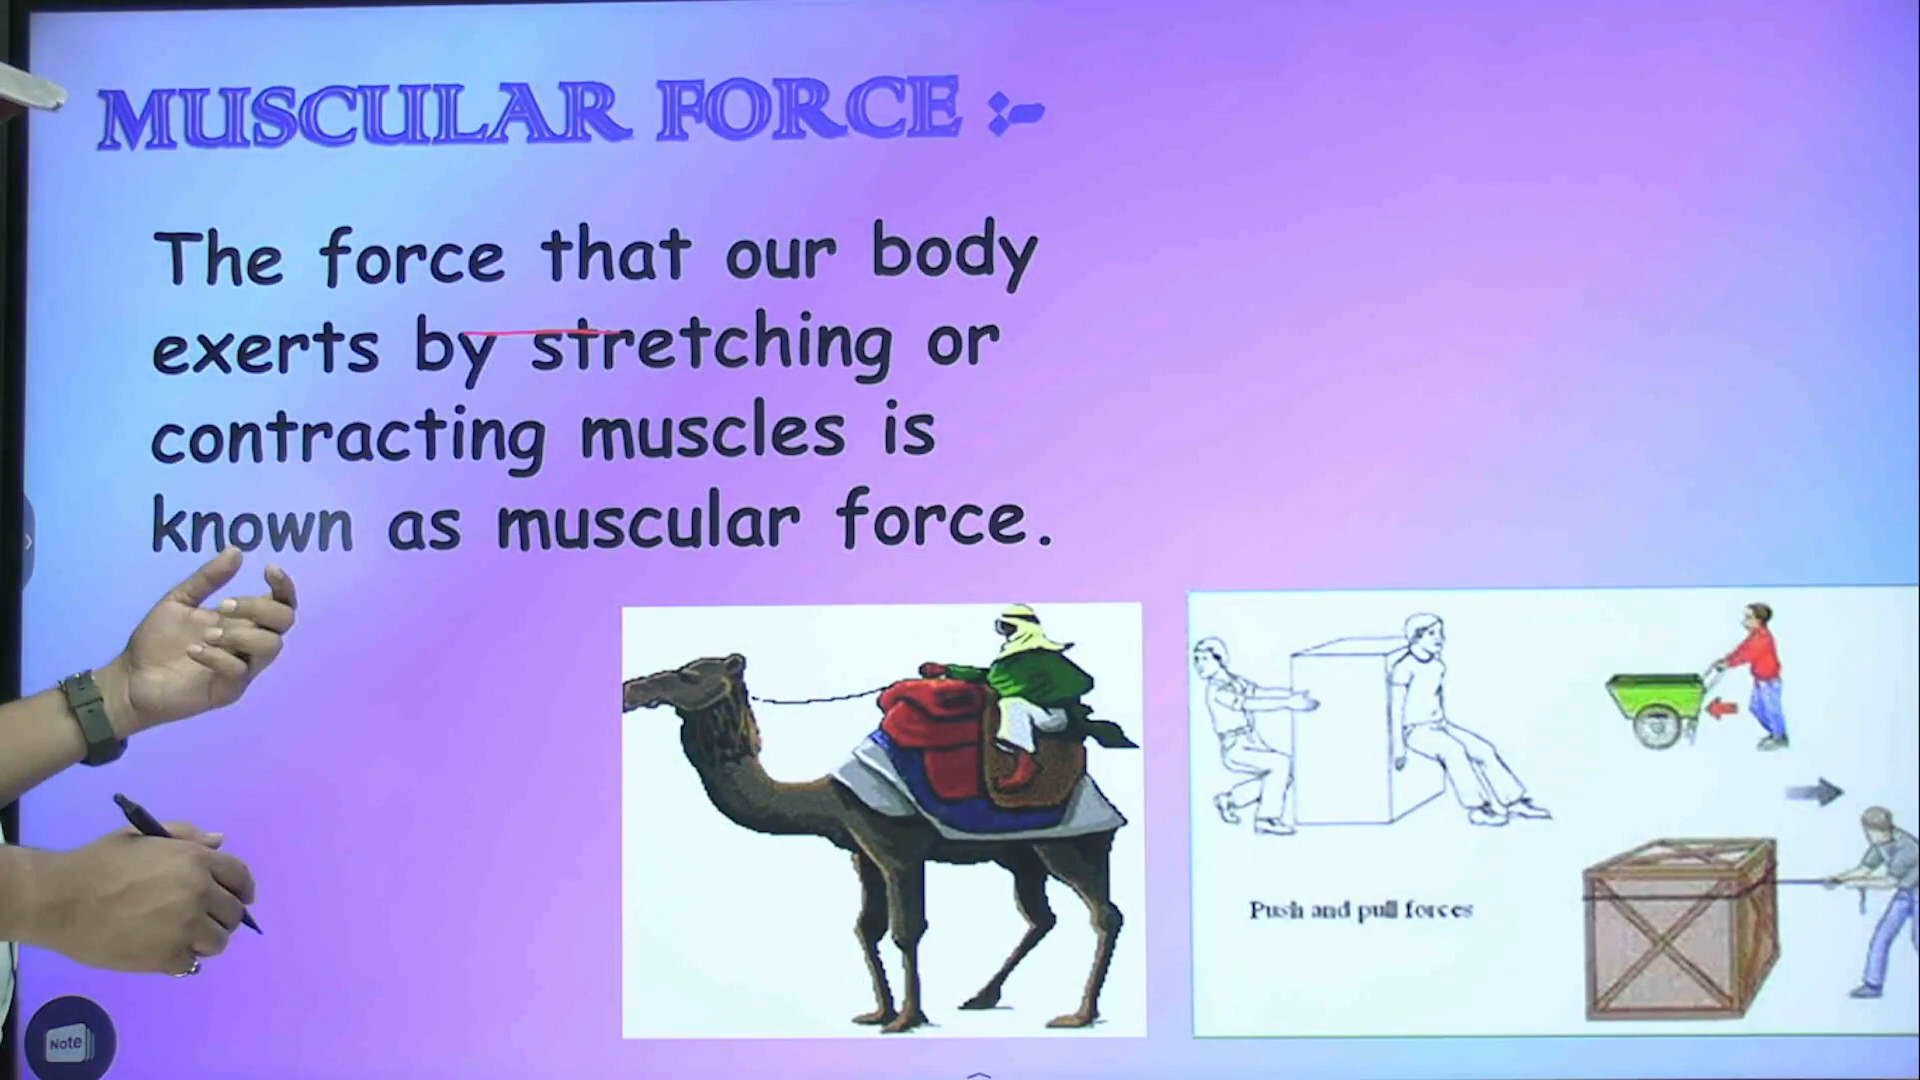 MUSCULAR FORCE :-
The force that our body
exerts by stretching or
contracting muscles is
known as muscular force.
Push and pull forces
Note